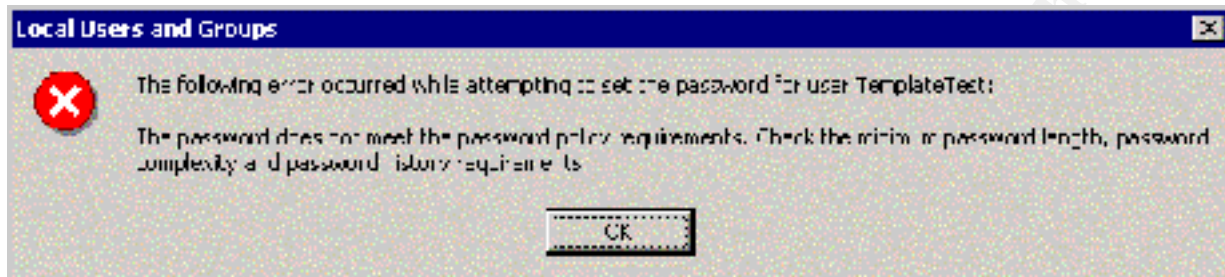 Local Users and Groups
The following error occurred while attempting to set the password for user TemplateTest:
The password does not meet the password policy requirements. Check the minimum password length, password
complexity and password history requirements.
OK